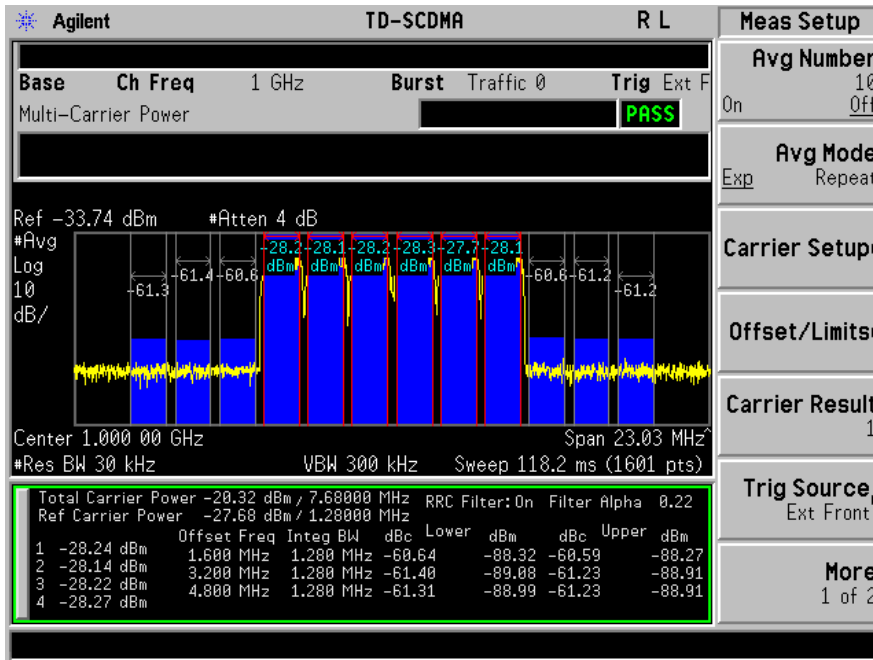 Agilent TD-SCDMA R L Meas Setup
Base Ch Freq 1 GHz Burst Traffic 0 Trig Ext F
Multi-Carrier Power PASS
Ref -33.74 dBm #Atten 4 dB
#Avg
Log
10
dB/
-28.2 -28.1 -28.2 -28.3 -27.7 -28.1
dBm dBm dBm dBm dBm dBm
-61.3 -61.4 -60.6 -60.6 -61.2 -61.2
Center 1.000 00 GHz Span 23.03 MHz^
#Res BW 30 kHz VBW 300 kHz Sweep 118.2 ms (1601 pts)
Total Carrier Power -20.32 dBm / 7.68000 MHz RRC Filter: On Filter Alpha 0.22
Ref Carrier Power -27.68 dBm / 1.28000 MHz
Offset Freq Integ BW dBc Lower dBm dBc Upper dBm
1 -28.24 dBm 1.600 MHz 1.280 MHz -60.64 -88.32 -60.59 -88.27
2 -28.14 dBm 3.200 MHz 1.280 MHz -61.40 -89.08 -61.23 -88.91
3 -28.22 dBm 4.800 MHz 1.280 MHz -61.31 -88.99 -61.23 -88.91
4 -28.27 dBm
Avg Number
10
On Off
Avg Mode
Exp Repeat
Carrier Setup
Offset/Limits
Carrier Result
1
Trig Source
Ext Front
More
1 of 2